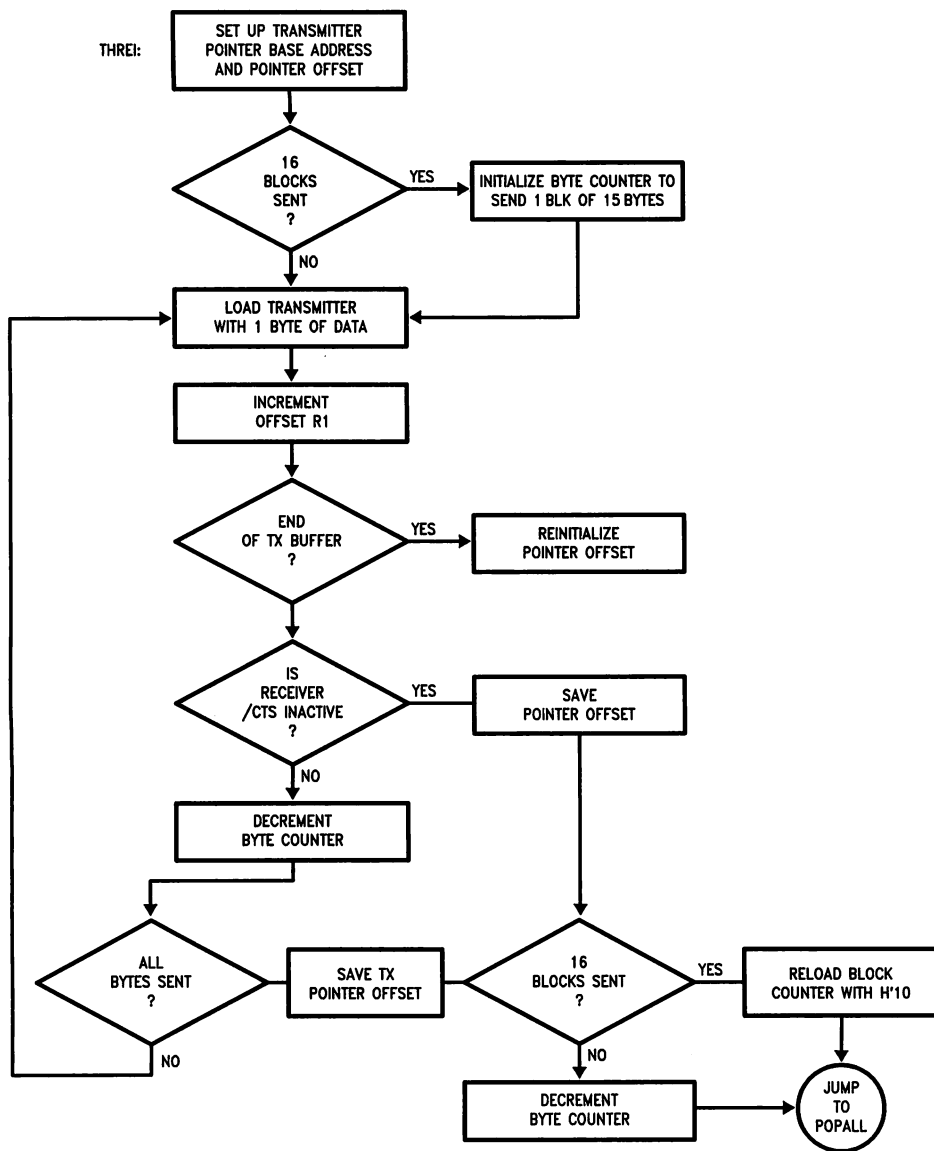 THREI:
SET UP TRANSMITTER
POINTER BASE ADDRESS
AND POINTER OFFSET
16
BLOCKS
SENT
?
YES
INITIALIZE BYTE COUNTER TO
SEND 1 BLK OF 15 BYTES
NO
LOAD TRANSMITTER
WITH 1 BYTE OF DATA
INCREMENT
OFFSET R1
END
OF TX BUFFER
?
YES
REINITIALIZE
POINTER OFFSET
IS
RECEIVER
/CTS INACTIVE
?
YES
SAVE
POINTER OFFSET
NO
DECREMENT
BYTE COUNTER
ALL
BYTES SENT
?
NO
SAVE TX
POINTER OFFSET
16
BLOCKS SENT
?
YES
RELOAD BLOCK
COUNTER WITH H'10
NO
DECREMENT
BYTE COUNTER
JUMP
TO
POPALL